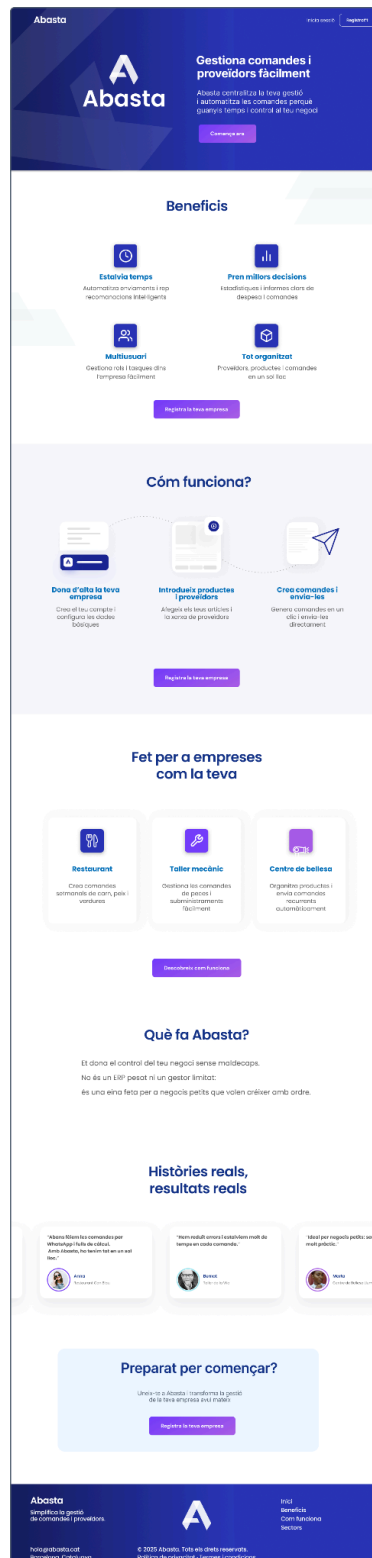 Abasta
Inicia sessió
Registra't
Abasta
Gestiona comandes i
proveïdors fàcilment
Abasta centralitza la teva gestió
i automatitza les comandes perquè
guanyis temps i control al teu negoci
Comença ara
Beneficis
Estalvia temps
Automatitza enviaments i rep
recomanacions intel·ligents
Pren millors decisions
Estadístiques i informes clars de
despesa i comandes
Multiusuari
Gestiona rols i tasques dins
l'empresa fàcilment
Tot organitzat
Proveïdors, productes i comandes
en un sol lloc
Registra la teva empresa
Cóm funciona?
Dona d'alta la teva
empresa
Crea el teu compte i
configura les dades
bàsiques
Introdueix productes
i proveïdors
Afegeix els teus articles i
la xarxa de proveïdors
Crea comandes i
envia-les
Genera comandes en un
clic i envia-les
directament
Registra la teva empresa
Fet per a empreses
com la teva
Restaurant
Crea comandes
setmanals de carn, peix i
verdures
Taller mecànic
Gestiona les comandes
de peces i
subministraments
fàcilment
Centre de bellesa
Organitza productes i
envia comandes
recurrents
automàticament
Descobreix com funciona
Què fa Abasta?
Et dona el control del teu negoci sense maldecaps.
No és un ERP pesat ni un gestor limitat:
és una eina feta per a negocis petits que volen créixer amb ordre.
Històries reals,
resultats reals
"Abans fèiem les comandes per
WhatsApp i fulls de càlcul.
Amb Abasta, ho tenim tot en un sol
lloc."
Anna
"Hem reduït errors i estalviem molt de
temps en cada comanda."
"Ideal per negocis petits: 
molt pràctic."
Marta
Preparat per començar?
Uneix-te a Abasta i transforma la gestió
de la teva empresa avui mateix
Registra la teva empresa
Abasta
Simplifica la gestió
de comandes i proveïdors.
hola@abasta.cat
Barcelona, Catalunya
© 2025 Abasta. Tots els drets reservats.
Política de privacitat · Termes i condicions
Inici
Beneficis
Com funciona
Sectors